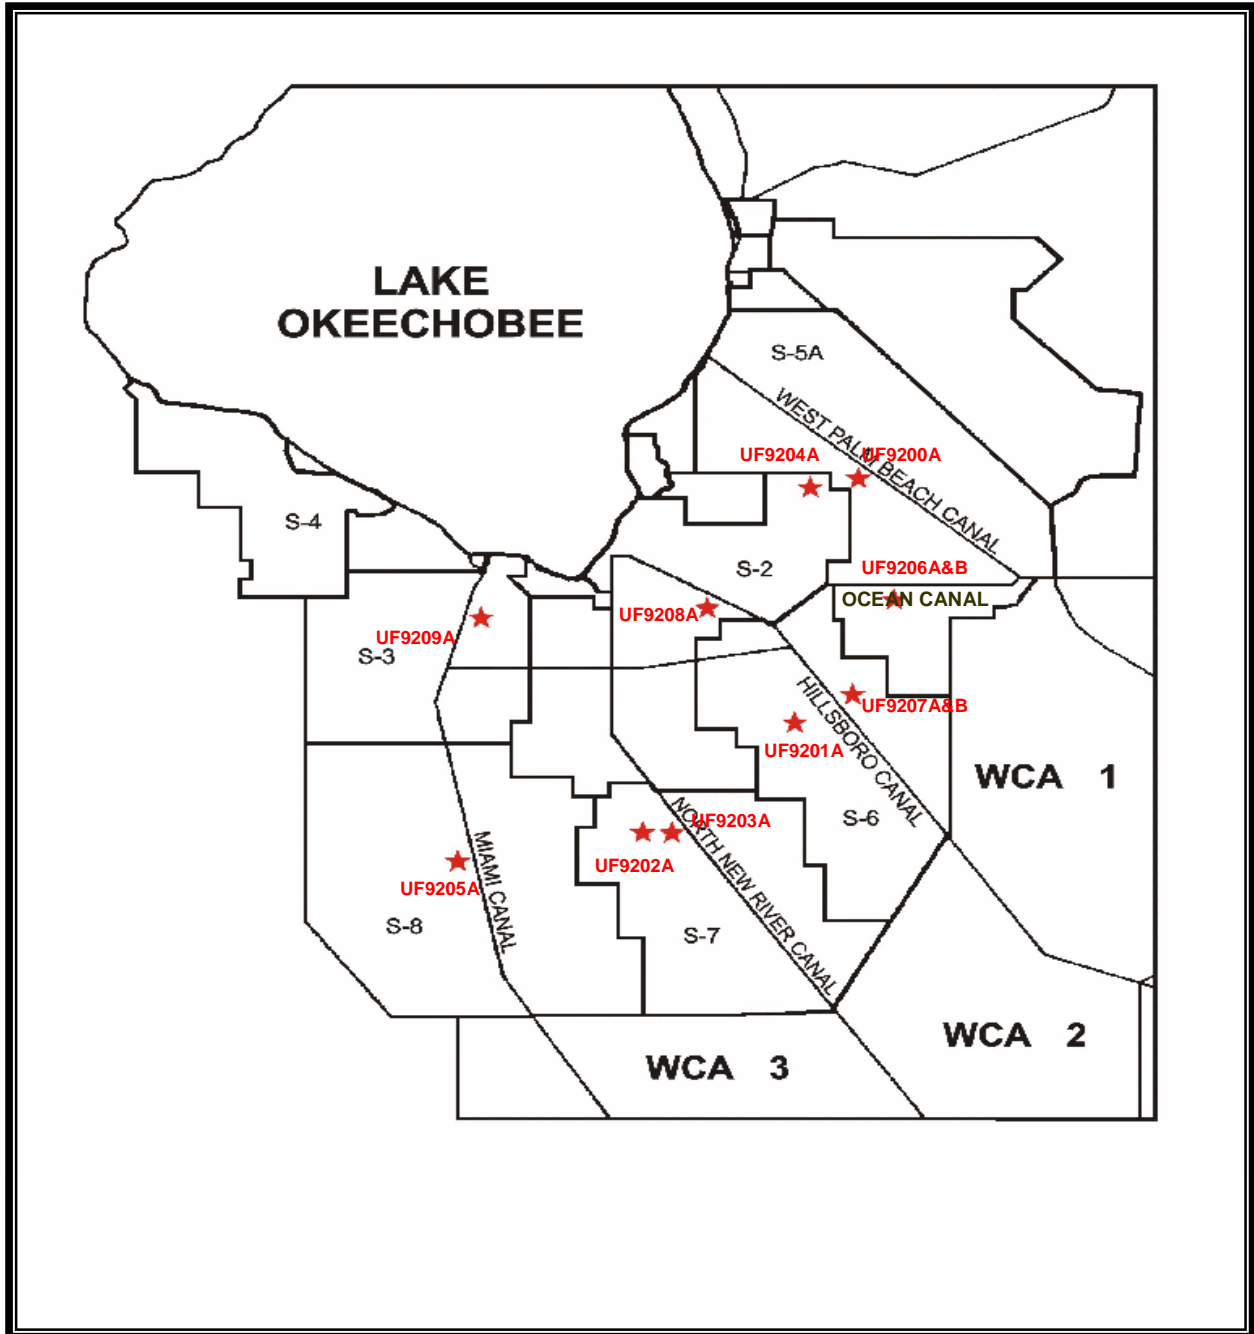 LAKE
OKEECHOBEE
S-5A
WEST PALM BEACH CANAL
UF9204A
UF9200A
S-4
S-2
UF9206A&B
OCEAN CANAL
UF9208A
UF9209A
S-3
HILLSBORO CANAL
UF9207A&B
UF9201A
WCA 1
NORTH NEW RIVER CANAL
UF9203A
S-6
MIAMI CANAL
UF9202A
UF9205A
S-8
S-7
WCA 2
WCA 3